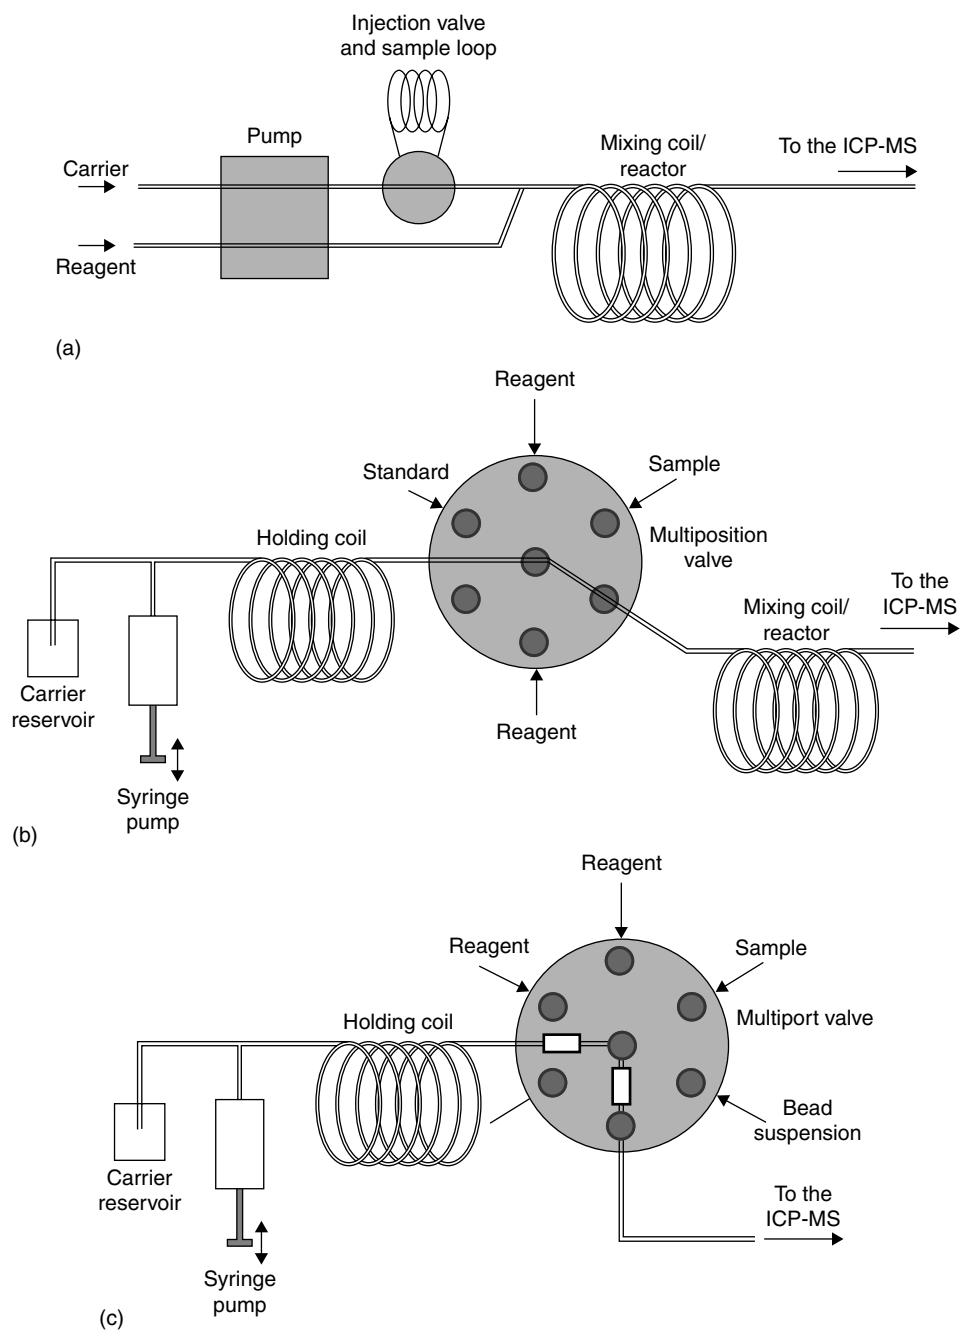 Injection valve
and sample loop
Pump
Mixing coil/
reactor
To the ICP-MS
Carrier
Reagent
(a)
Reagent
Standard
Sample
Holding coil
Multiposition
valve
To the
ICP-MS
Mixing coil/
reactor
Carrier
reservoir
Reagent
Syringe
pump
(b)
Reagent
Reagent
Sample
Holding coil
Multiport valve
Bead
suspension
Carrier
reservoir
To the
ICP-MS
Syringe
pump
(c)